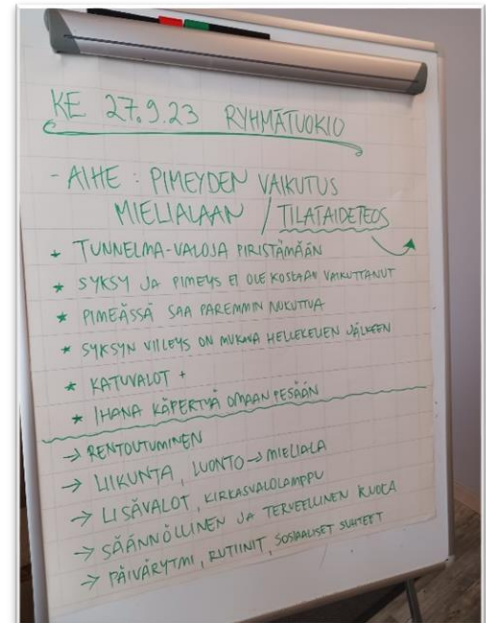 KE 27.9.23 RYHMÄTUOKIO
- AIHE : PIMEYDEN VAIKUTUS
MIELIALAAN / TILATAIDETEOS
+ TUNNELMA-VALOJA PIRISTÄMÄÄN
* SYKSY JA PIMEYS EI OLE KOSKAAN VAIKUTTANUT
* PIMEÄSSÄ SAA PAREMMIN NUKUTTUA
* SYKSYN VIILEYS ON MUKAVA HELLEKELIEN JÄLKEEN
* KATUVALOT +
* IHANA KÄPERTYÄ OMAAN PESÄÄN
→ RENTOUTUMINEN
→ LIIKUNTA, LUONTO → MIELIALA
→ LISÄVALOT, KIRKASVALOLAMPPU
→ SÄÄNNÖLLINEN JA TERVEELLINEN RUOKA
→ PÄIVÄRYTMI, RUTIINIT, SOSIAALISET SUHTEET